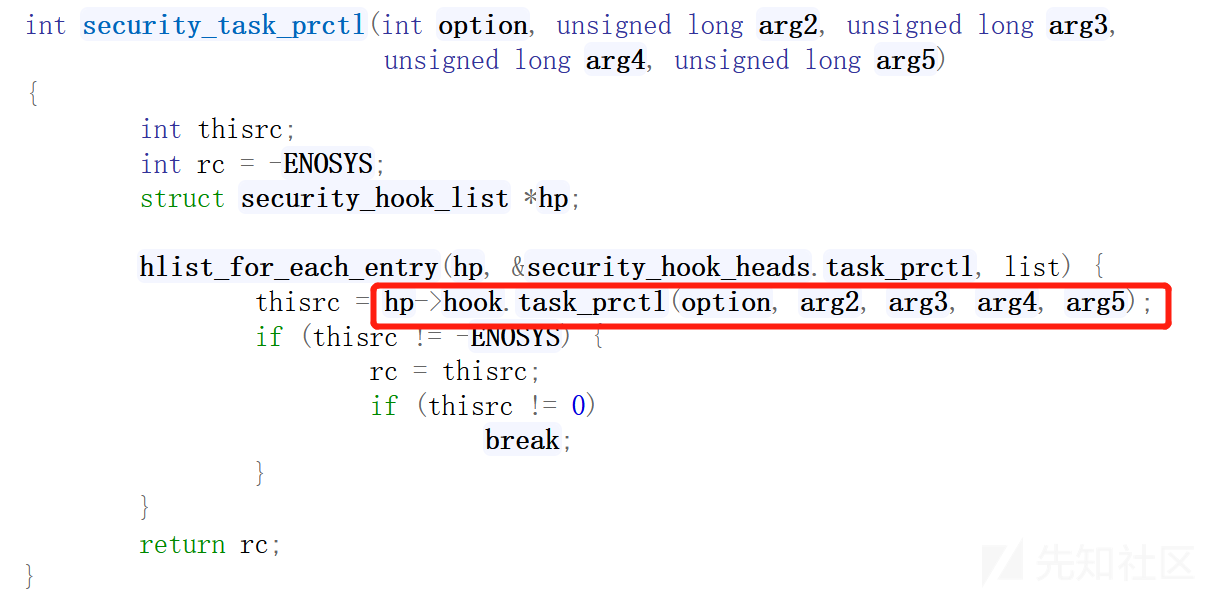 int security_task_prctl(int option, unsigned long arg2, unsigned long arg3,
unsigned long arg4, unsigned long arg5)
{
int thisrc;
int rc = -ENOSYS;
struct security_hook_list *hp;
hlist_for_each_entry(hp, &security_hook_heads.task_prctl, list) {
thisrc = hp->hook.task_prctl(option, arg2, arg3, arg4, arg5);
if (thisrc != -ENOSYS) {
rc = thisrc;
if (thisrc != 0)
break;
}
}
return rc;
}
先知社区